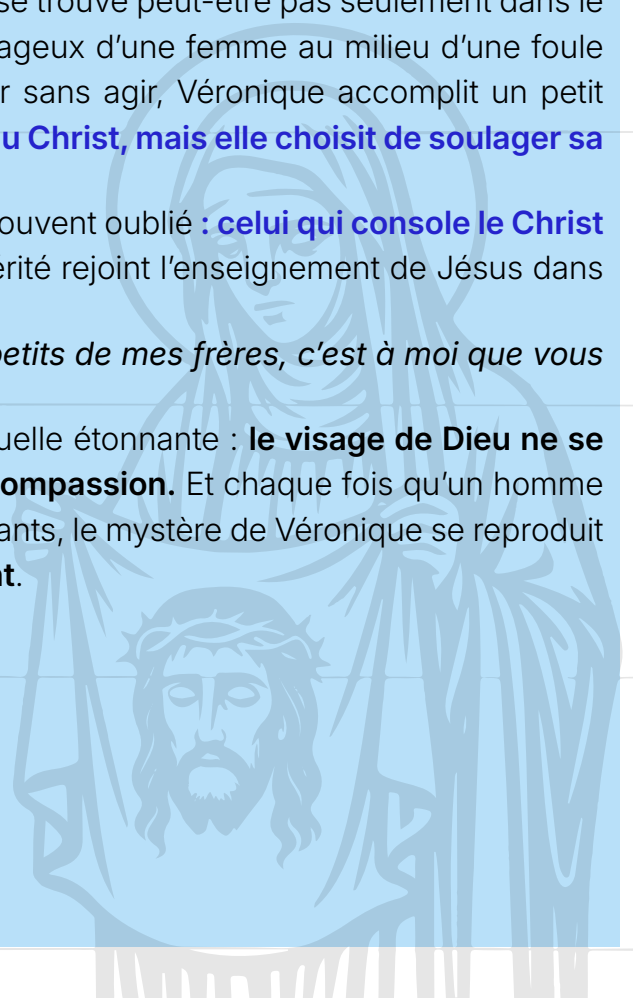 se trouve peut-être pas seulement dans le
ageux d’une femme au milieu d’une foule
r sans agir, Véronique accomplit un petit
u Christ, mais elle choisit de soulager sa
ouvent oublié : celui qui console le Christ
érité rejoint l’enseignement de Jésus dans
petits de mes frères, c’est à moi que vous
uelle étonnante : le visage de Dieu ne se
ompassion. Et chaque fois qu’un homme
ants, le mystère de Véronique se reproduit
nt.